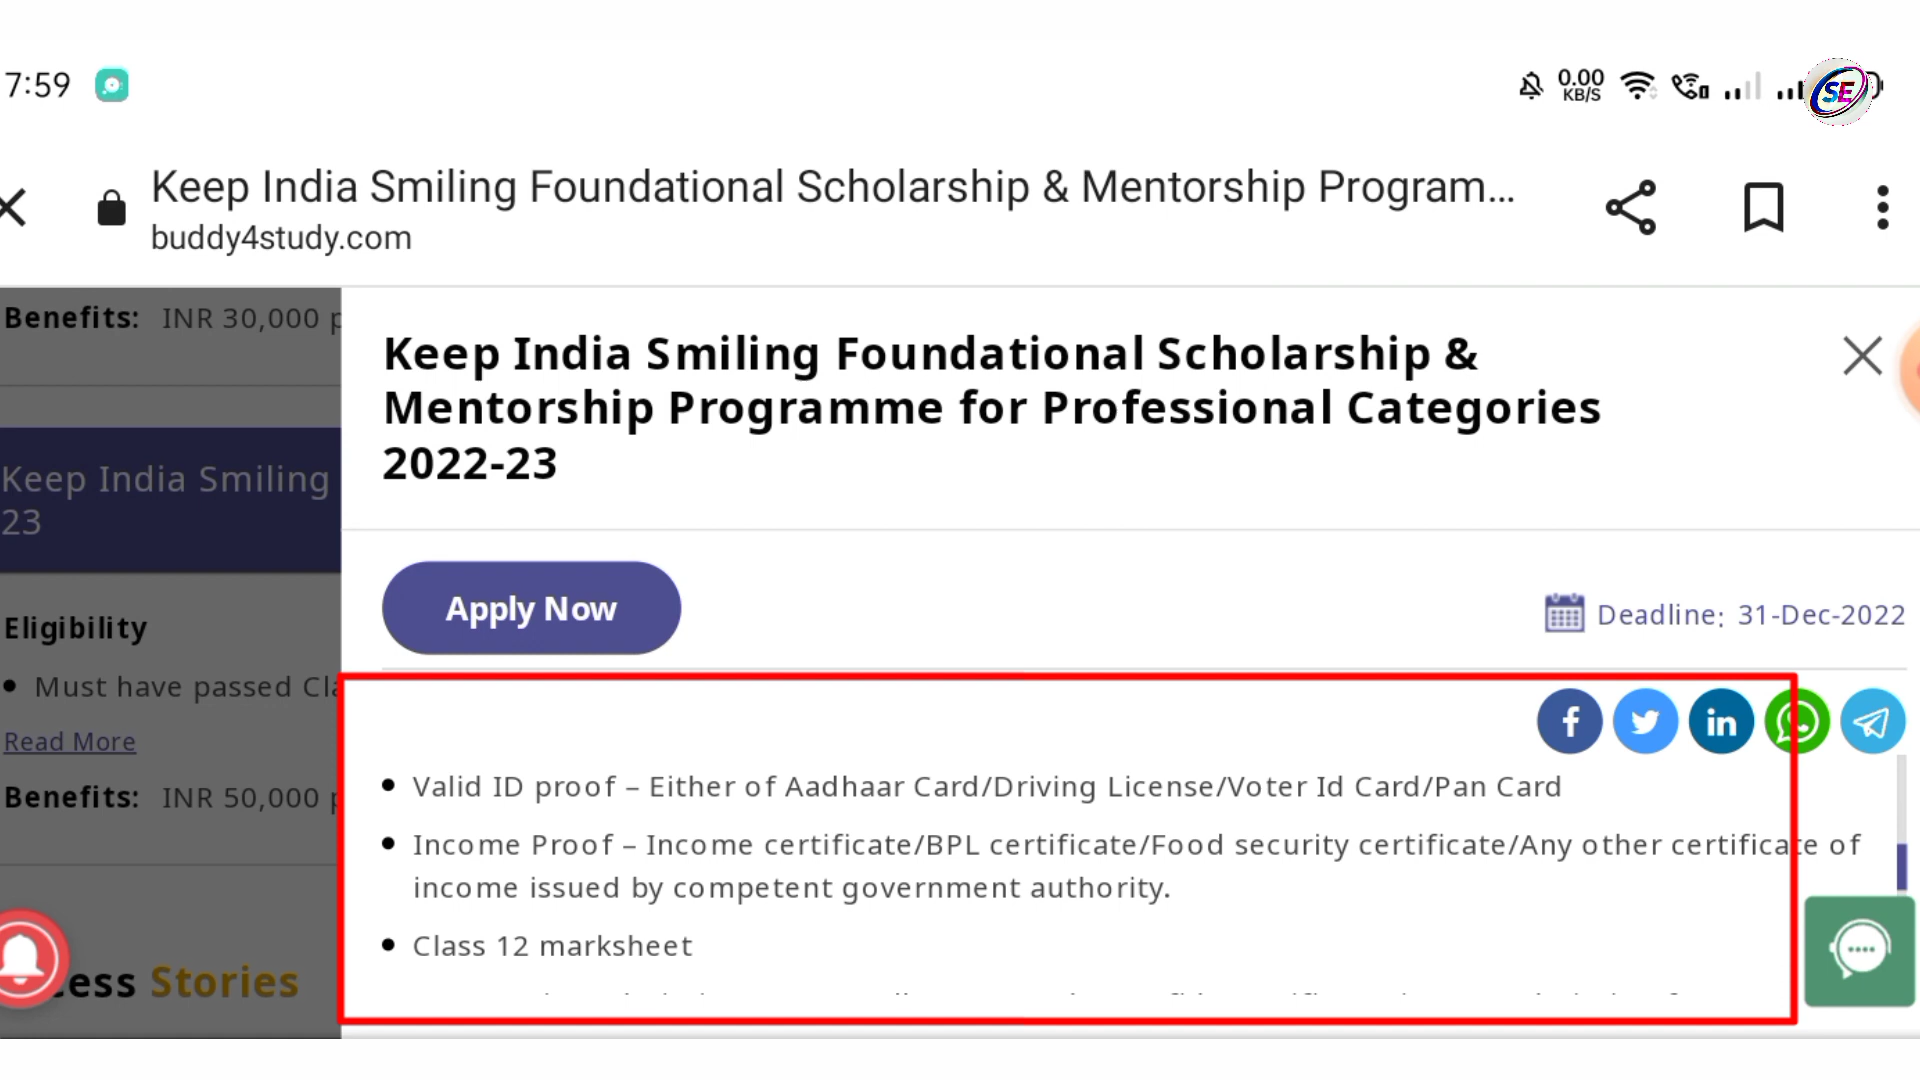 7:59
0.00
KB/S
SE
Keep India Smiling Foundational Scholarship & Mentorship Program...
buddy4study.com
Benefits: INR 30,000
Keep India Smiling
23
Eligibility
• Must have passed
Read More
Benefits: INR 50,000
Stories
Keep India Smiling Foundational Scholarship &
Mentorship Programme for Professional Categories
2022-23
Apply Now
Deadline: 31-Dec-2022
f
in
• Valid ID proof – Either of Aadhaar Card/Driving License/Voter Id Card/Pan Card
• Income Proof – Income certificate/BPL certificate/Food security certificate/Any other certificate of
income issued by competent government authority.
• Class 12 marksheet